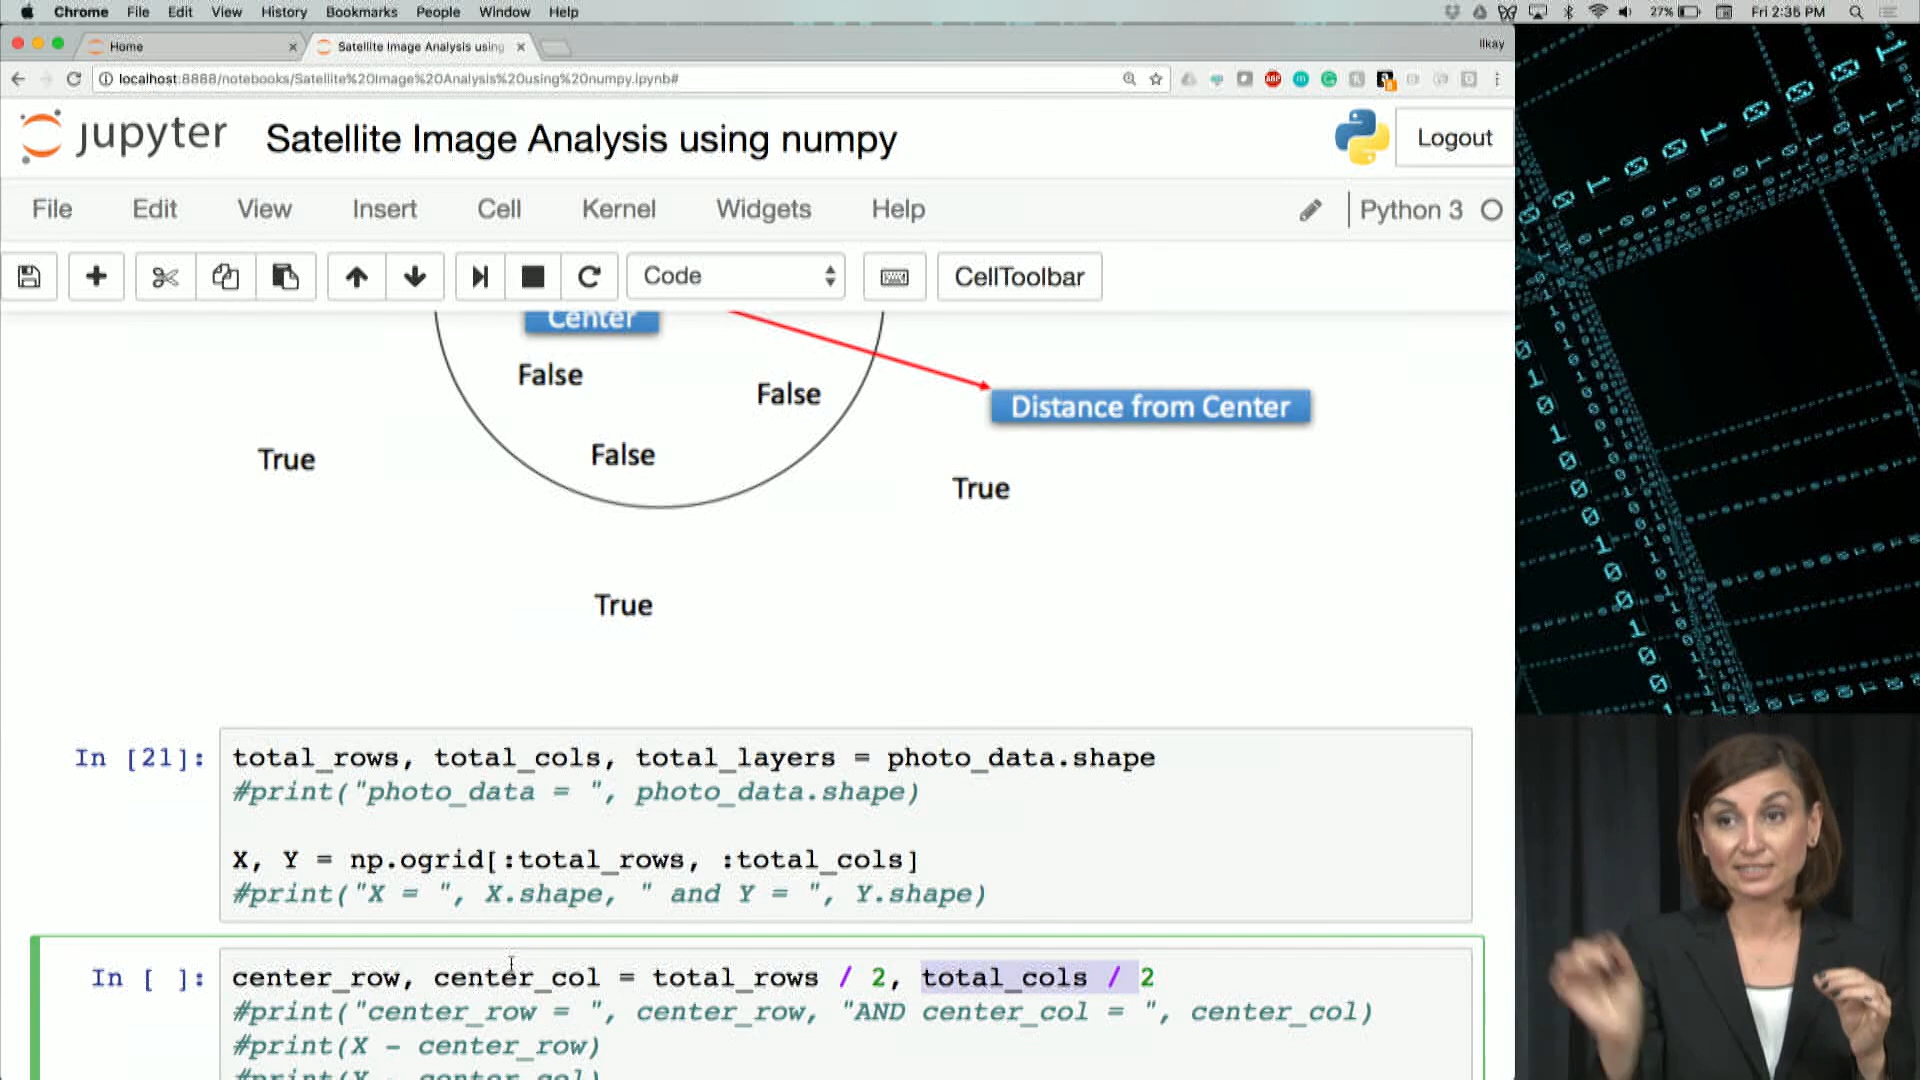 Chrome File Edit View History Bookmarks People Window Help 27% Fri 2:35 PM
Home Satellite Image Analysis using Ilkay
localhost:8888/notebooks/Satellite%20Image%20Analysis%20using%20numpy.ipynb#
jupyter Satellite Image Analysis using numpy Logout
File Edit View Insert Cell Kernel Widgets Help Python 3
Code CellToolbar
Center
False
False
Distance from Center
True
False
True
True
In [21]: total_rows, total_cols, total_layers = photo_data.shape
#print("photo_data = ", photo_data.shape)
X, Y = np.ogrid[:total_rows, :total_cols]
#print("X = ", X.shape, " and Y = ", Y.shape)
In [ ]: center_row, center_col = total_rows / 2, total_cols / 2
#print("center_row = ", center_row, "AND center_col = ", center_col)
#print(X - center_row)
#print(Y - center_col)